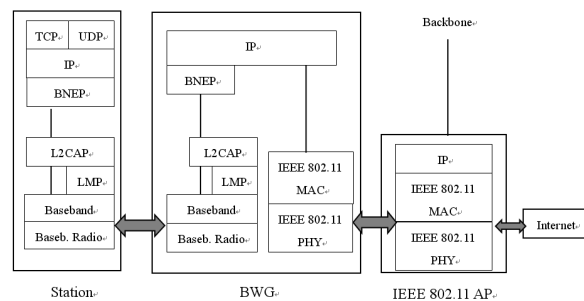 TCP UDP
IP
BNEP
L2CAP
LMP
Baseband
Baseb. Radio
Station
IP
BNEP
L2CAP
LMP
Baseband
Baseb. Radio
IEEE 802.11
MAC
IEEE 802.11
PHY
BWG
Backbone
IP
IEEE 802.11
MAC
IEEE 802.11
PHY
IEEE 802.11 AP
Internet